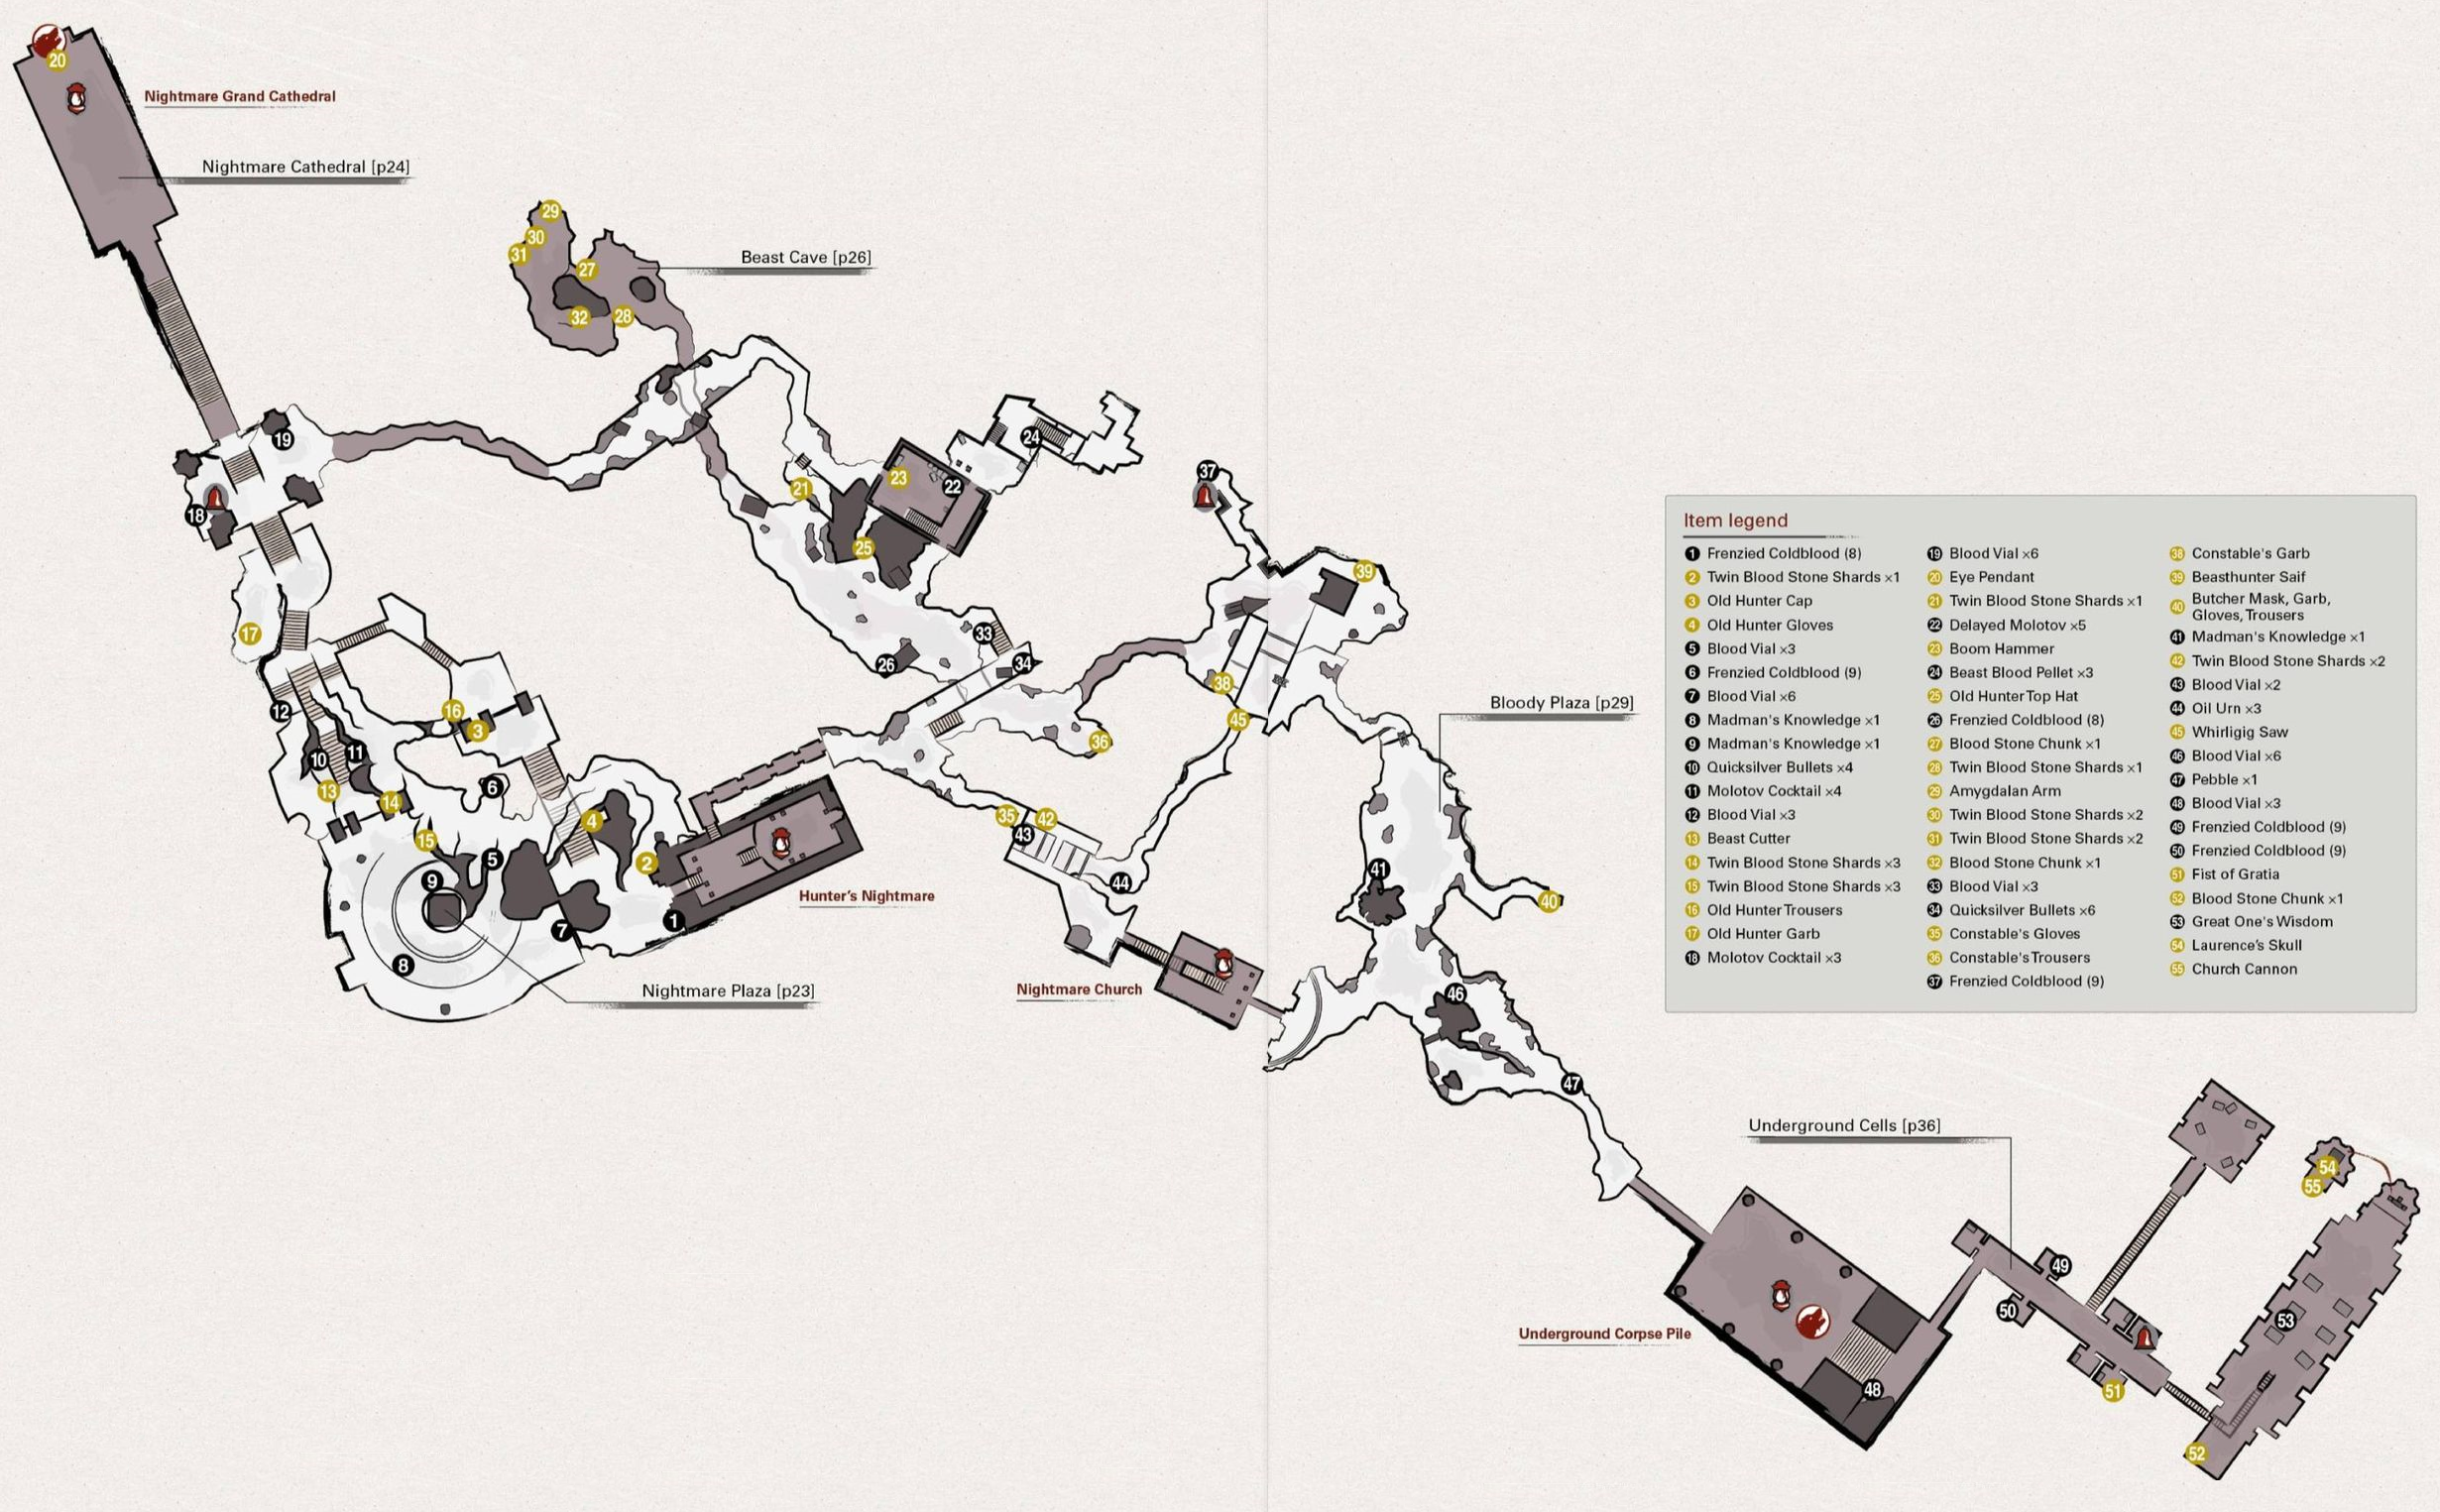 20
Nightmare Grand Cathedral
Nightmare Cathedral [p24]
29
30
31
27
Beast Cave [p26]
32
28
19
24
23
22
21
37
18
25
39
17
33
26
34
38
12
16
3
45
36
Bloody Plaza [p29]
10
11
6
13
14
15
4
35
42
43
5
2
9
41
44
40
Hunter's Nightmare
7
1
8
Nightmare Plaza [p23]
Nightmare Church
46
47
Underground Cells [p36]
54
55
49
50
53
Underground Corpse Pile
48
51
52
Item legend
1 Frenzied Coldblood (8)
2 Twin Blood Stone Shards ×1
3 Old Hunter Cap
4 Old Hunter Gloves
5 Blood Vial ×3
6 Frenzied Coldblood (9)
7 Blood Vial ×6
8 Madman's Knowledge ×1
9 Madman's Knowledge ×1
10 Quicksilver Bullets ×4
11 Molotov Cocktail ×4
12 Blood Vial ×3
13 Beast Cutter
14 Twin Blood Stone Shards ×3
15 Twin Blood Stone Shards ×3
16 Old Hunter Trousers
17 Old Hunter Garb
18 Molotov Cocktail ×3
19 Blood Vial ×6
20 Eye Pendant
21 Twin Blood Stone Shards ×1
22 Delayed Molotov ×5
23 Boom Hammer
24 Beast Blood Pellet ×3
25 Old Hunter Top Hat
26 Frenzied Coldblood (8)
27 Blood Stone Chunk ×1
28 Twin Blood Stone Shards ×1
29 Amygdalan Arm
30 Twin Blood Stone Shards ×2
31 Twin Blood Stone Shards ×2
32 Blood Stone Chunk ×1
33 Blood Vial ×3
34 Quicksilver Bullets ×6
35 Constable's Gloves
36 Constable's Trousers
37 Frenzied Coldblood (9)
38 Constable's Garb
39 Beasthunter Saif
40 Butcher Mask, Garb,
Gloves, Trousers
41 Madman's Knowledge ×1
42 Twin Blood Stone Shards ×2
43 Blood Vial ×2
44 Oil Urn ×3
45 Whirligig Saw
46 Blood Vial ×6
47 Pebble ×1
48 Blood Vial ×3
49 Frenzied Coldblood (9)
50 Frenzied Coldblood (9)
51 Fist of Gratia
52 Blood Stone Chunk ×1
53 Great One's Wisdom
54 Laurence's Skull
55 Church Cannon